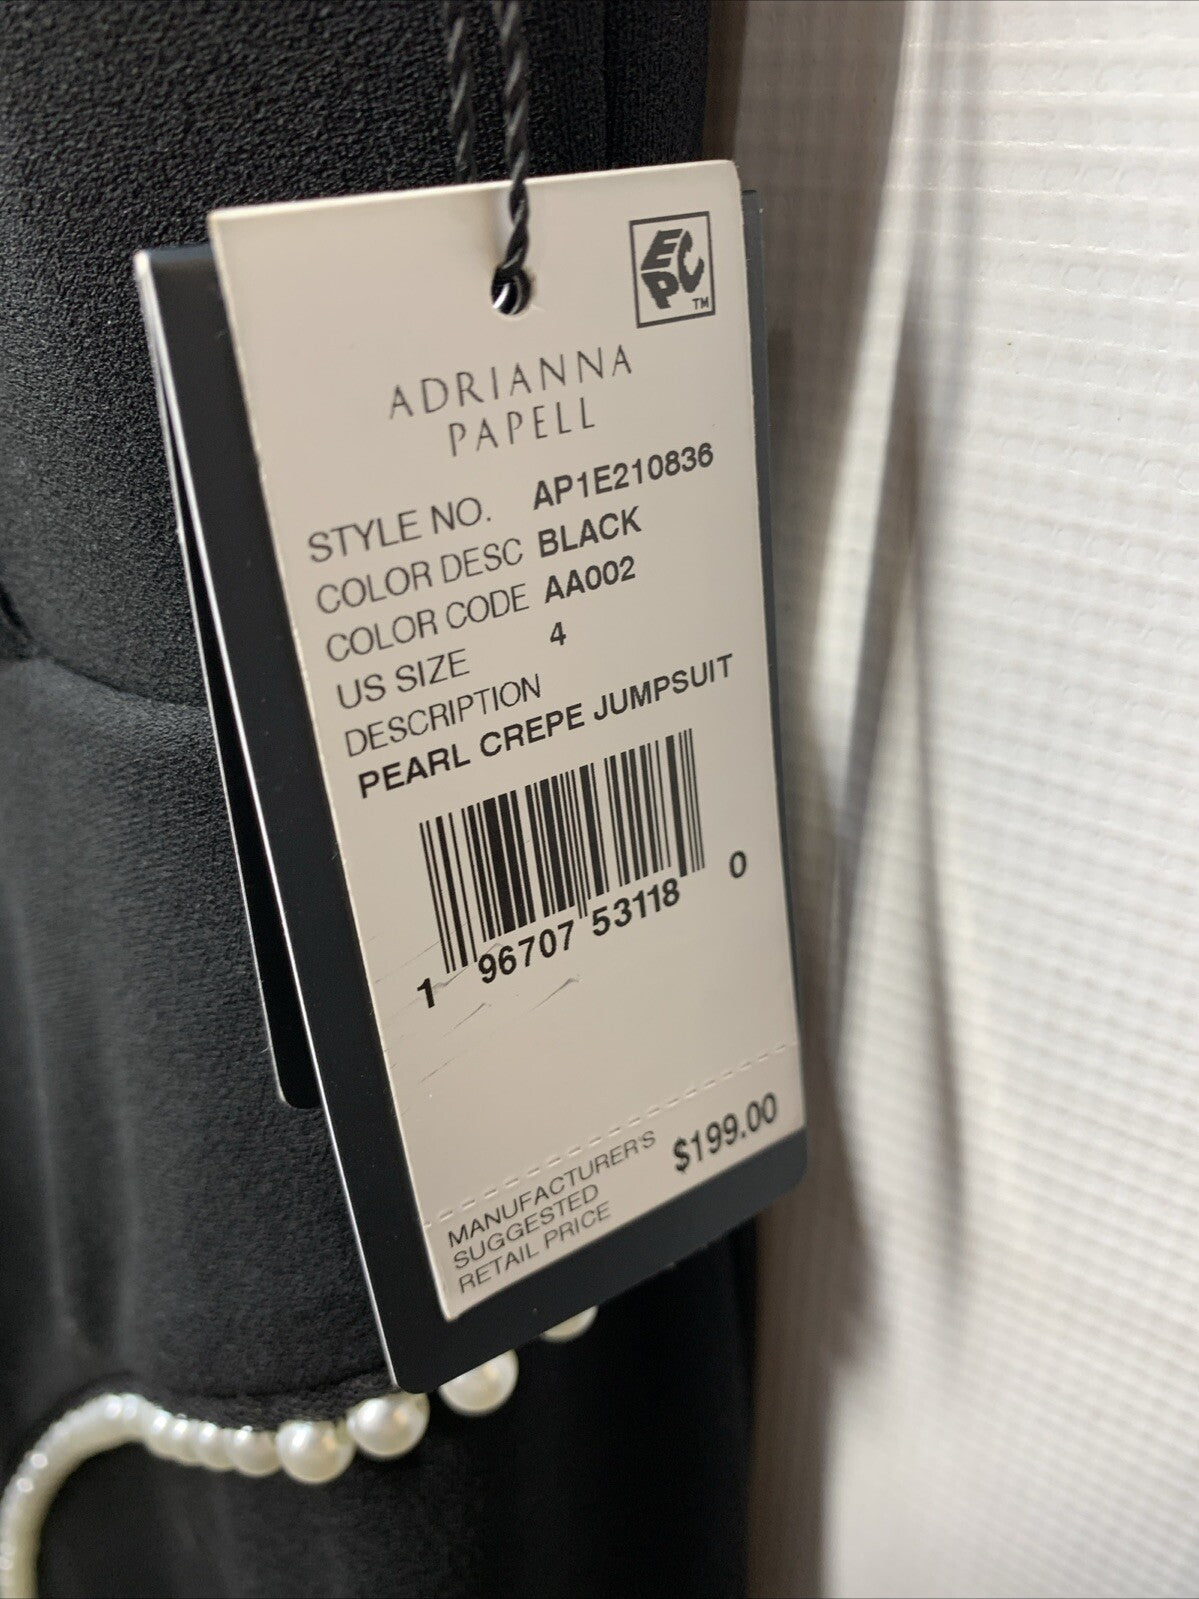 EPC TM
ADRIANNA
PAPELL
STYLE NO. AP1E210836
COLOR DESC BLACK
COLOR CODE AA002
US SIZE 4
DESCRIPTION
PEARL CREPE JUMPSUIT
1 96707 53118 0
MANUFACTURER'S
SUGGESTED
RETAIL PRICE
$199.00